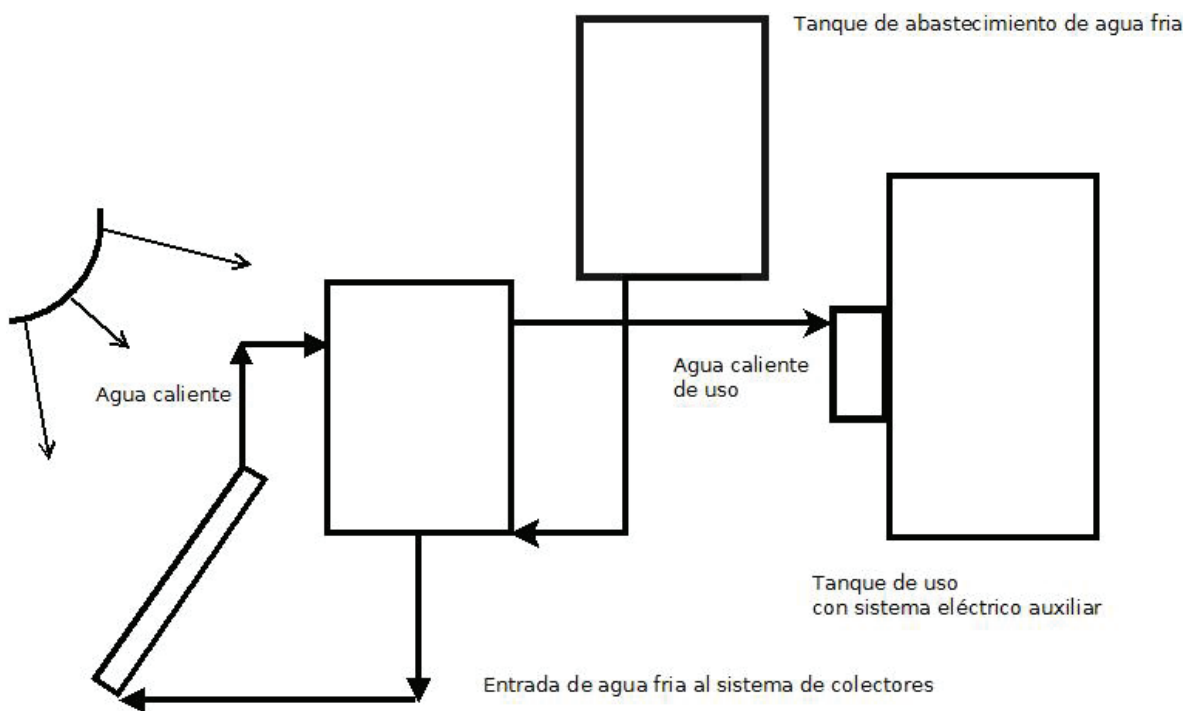 Tanque de abastecimiento de agua fria
Agua caliente
Agua caliente
de uso
Tanque de uso
con sistema eléctrico auxiliar
Entrada de agua fria al sistema de colectores